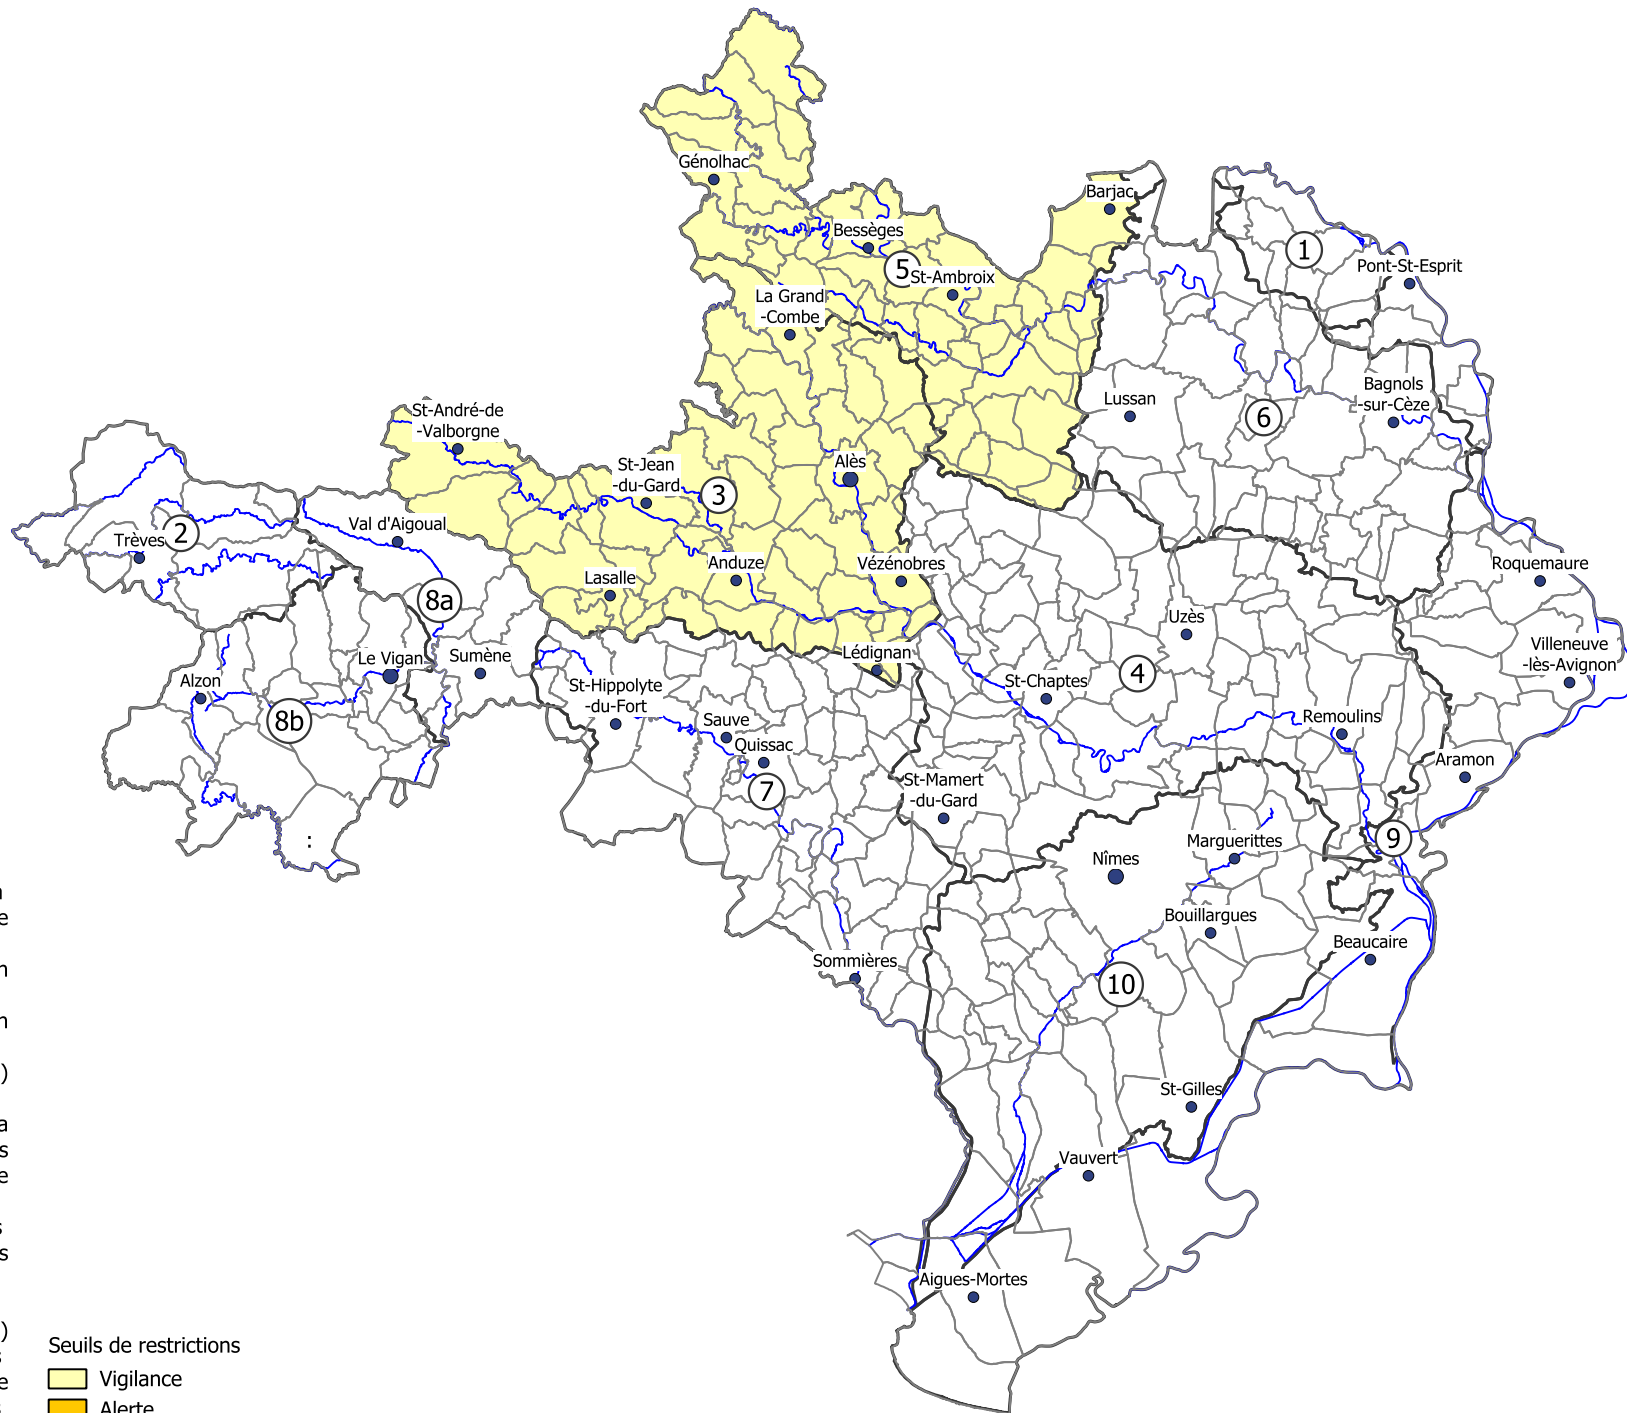 Génolhac
Barjac
Bessèges
1
5
St-Ambroix
Pont-St-Esprit
La Grand
-Combe
Bagnols
-sur-Cèze
Lussan
6
St-André-de
-Valborgne
Alès
St-Jean
-du-Gard
3
Val d'Aigoual
2
Trèves
Anduze
Vézénobres
Roquemaure
Lasalle
8a
Uzès
Villeneuve
-lès-Avignon
Le Vigan
Sumène
Lédignan
Alzon
St-Chaptes
4
St-Hippolyte
-du-Fort
8b
Sauve
Remoulins
Quissac
Aramon
7
St-Mamert
-du-Gard
:
Marguerittes
9
Nîmes
n
e
Bouillargues
Beaucaire
Sommières
n
10
n
)
St-Gilles
a
s
Vauvert
e
s
s
Aigues-Mortes
)
Seuils de restrictions
s
Vigilance
e
Alerte